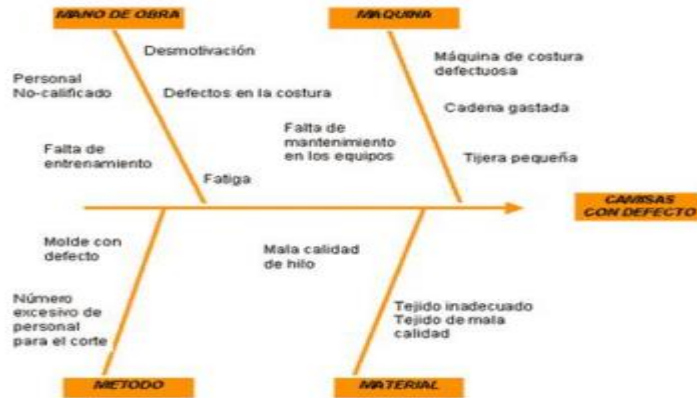 MANO DE OBRA
MAQUINA
Desmotivación
Personal
No-calificado
Defectos en la costura
Falta de
entrenamiento
Fatiga
Máquina de costura
defectuosa
Cadena gastada
Falta de
mantenimiento
en los equipos
Tijera pequeña
CAMISAS
CON DEFECTO
Molde con
defecto
Número
excesivo de
personal
para el corte
Mala calidad
de hilo
Tejido inadecuado
Tejido de mala
calidad
METODO
MATERIAL